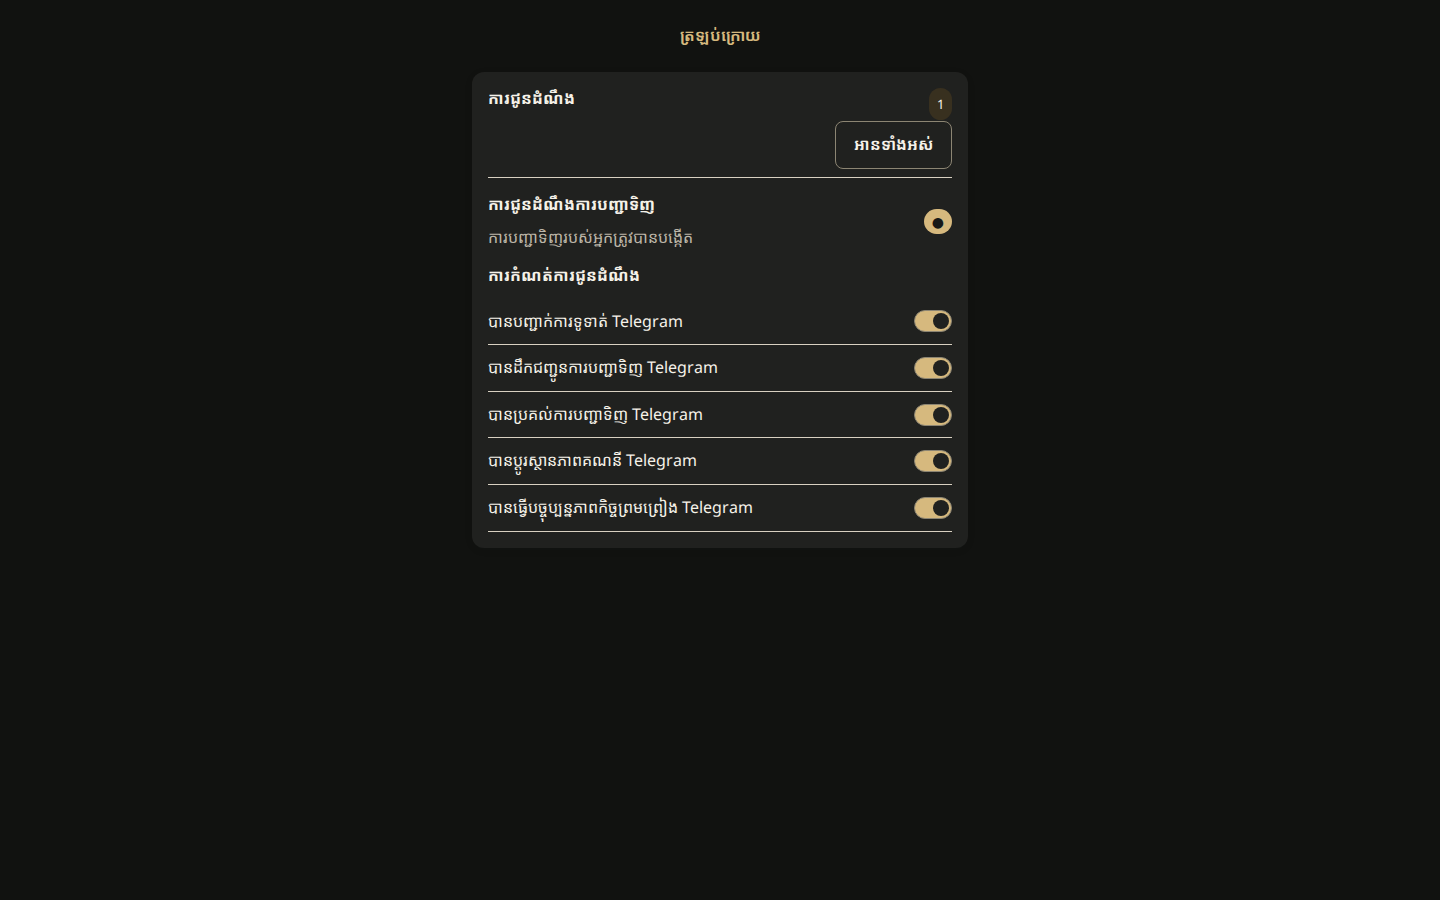 ត្រឡប់ក្រោយ
ការជូនដំណឹង
1
អានទាំងអស់
ការជូនដំណឹងការបញ្ជាទិញ
ការបញ្ជាទិញរបស់អ្នកត្រូវបានបង្កើត
ការកំណត់ការជូនដំណឹង
បានបញ្ជាក់ការទូទាត់ Telegram
បានដឹកជញ្ជូនការបញ្ជាទិញ Telegram
បានប្រគល់ការបញ្ជាទិញ Telegram
បានប្តូរស្ថានភាពគណនី Telegram
បានធ្វើបច្ចុប្បន្នភាពកិច្ចព្រមព្រៀង Telegram